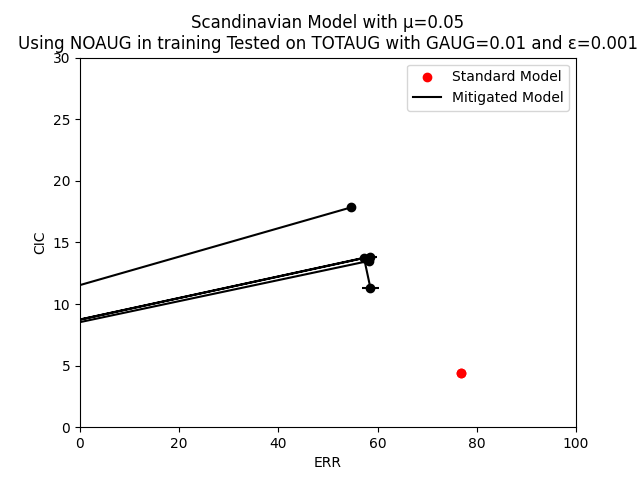 Scandinavian Model with μ=0.05
Using NOAUG in training Tested on TOTAUG with GAUG=0.01 and ε=0.001
30
25
20
15
10
5
0
CIC
Standard Model
Mitigated Model
0 20 40 60 80 100
ERR